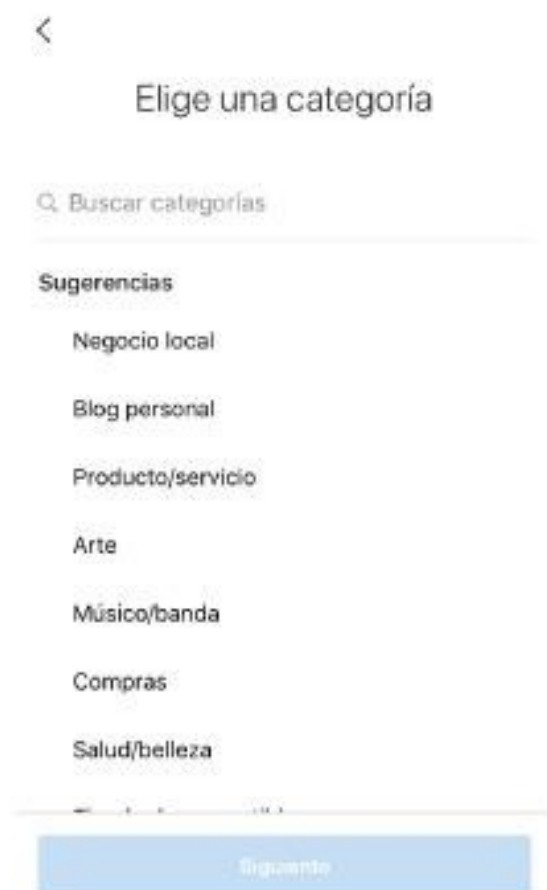 Elige una categoría
Buscar categorías
Sugerencias
Negocio local
Blog personal
Producto/servicio
Arte
Músico/banda
Compras
Salud/belleza
Siguiente